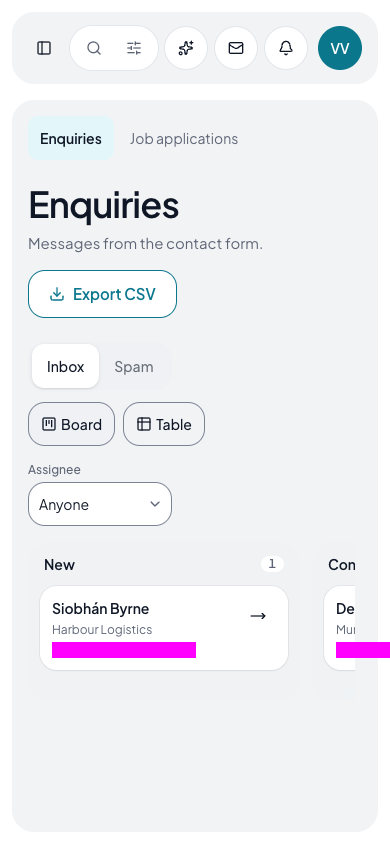 VV
Enquiries
Job applications
Enquiries
Messages from the contact form.
Export CSV
Inbox
Spam
Board
Table
Assignee
Anyone
New
1
Siobhán Byrne
Harbour Logistics